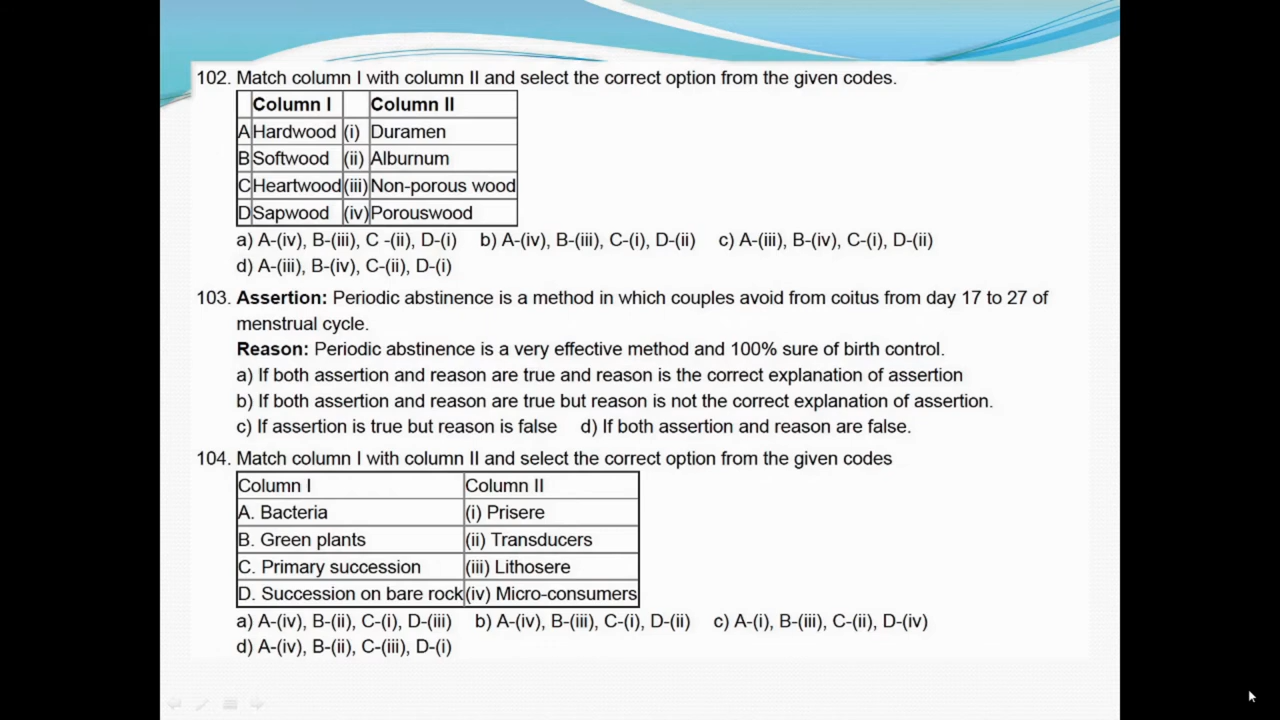 102. Match column I with column II and select the correct option from the given codes.
Column I Column II
A Hardwood (i) Duramen
B Softwood (ii) Alburnum
C Heartwood (iii) Non-porous wood
D Sapwood (iv) Porouswood
a) A-(iv), B-(iii), C -(ii), D-(i) b) A-(iv), B-(iii), C-(i), D-(ii) c) A-(iii), B-(iv), C-(i), D-(ii)
d) A-(iii), B-(iv), C-(ii), D-(i)
103. Assertion: Periodic abstinence is a method in which couples avoid from coitus from day 17 to 27 of
menstrual cycle.
Reason: Periodic abstinence is a very effective method and 100% sure of birth control.
a) If both assertion and reason are true and reason is the correct explanation of assertion
b) If both assertion and reason are true but reason is not the correct explanation of assertion.
c) If assertion is true but reason is false d) If both assertion and reason are false.
104. Match column I with column II and select the correct option from the given codes
Column I Column II
A. Bacteria (i) Prisere
B. Green plants (ii) Transducers
C. Primary succession (iii) Lithosere
D. Succession on bare rock (iv) Micro-consumers
a) A-(iv), B-(ii), C-(i), D-(iii) b) A-(iv), B-(iii), C-(i), D-(ii) c) A-(i), B-(iii), C-(ii), D-(iv)
d) A-(iv), B-(ii), C-(iii), D-(i)